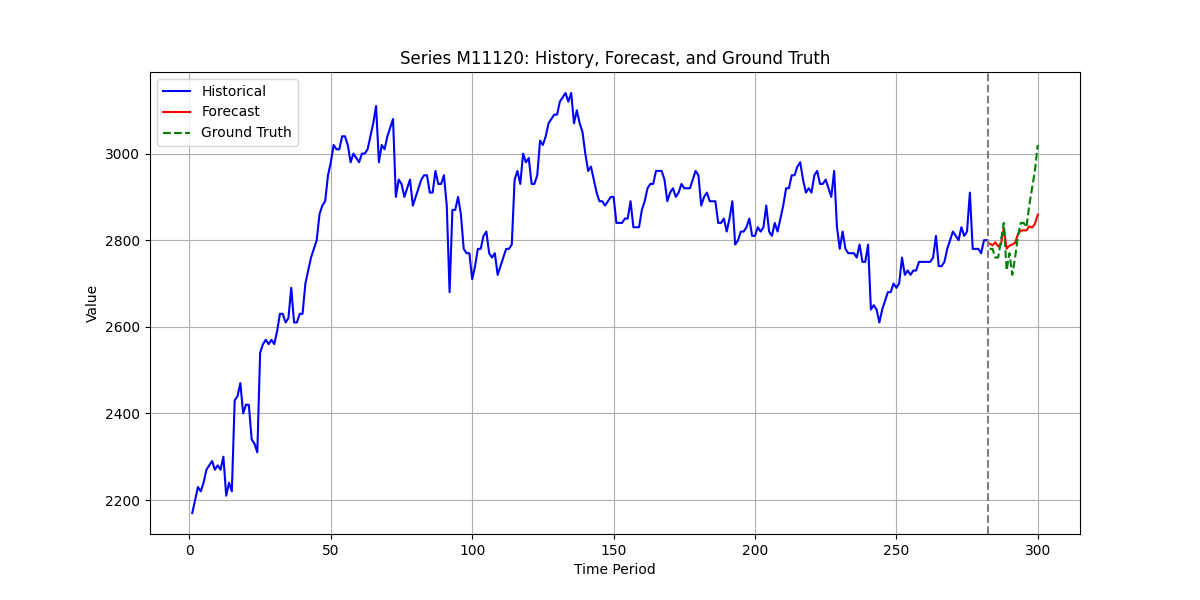 Series M11120: History, Forecast, and Ground Truth
Historical
Forecast
Ground Truth
3000
2800
2600
2400
2200
Value
0 50 100 150 200 250 300
Time Period